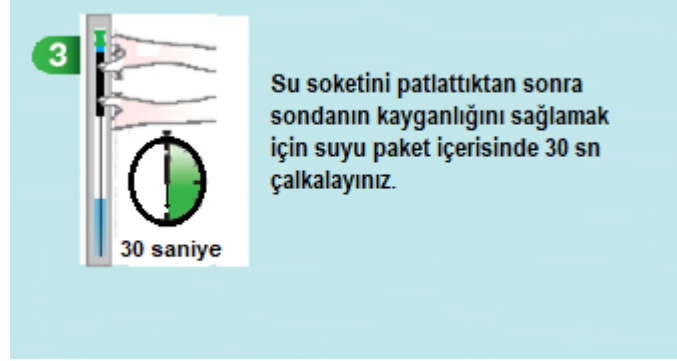 3
Su soketini patlattıktan sonra
sondanın kayganlığını sağlamak
için suyu paket içerisinde 30 sn
çalkalayınız.
30 saniye